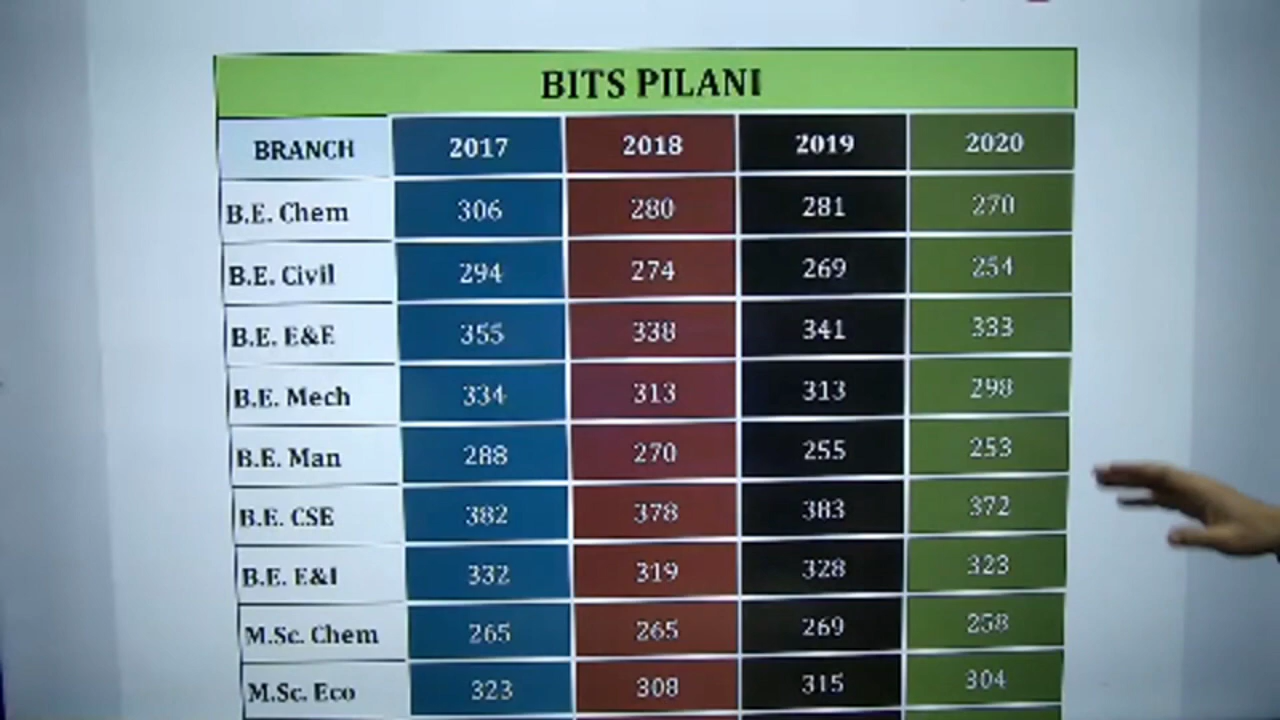 BITS PILANI
BRANCH 2017 2018 2019 2020
B.E. Chem 306 280 281 270
B.E. Civil 294 274 269 254
B.E. E&E 355 338 341 333
B.E. Mech 334 313 313 298
B.E. Man 288 270 255 253
B.E. CSE 382 378 383 372
B.E. E&I 332 319 328 323
M.Sc. Chem 265 265 269 258
M.Sc. Eco 323 308 315 304